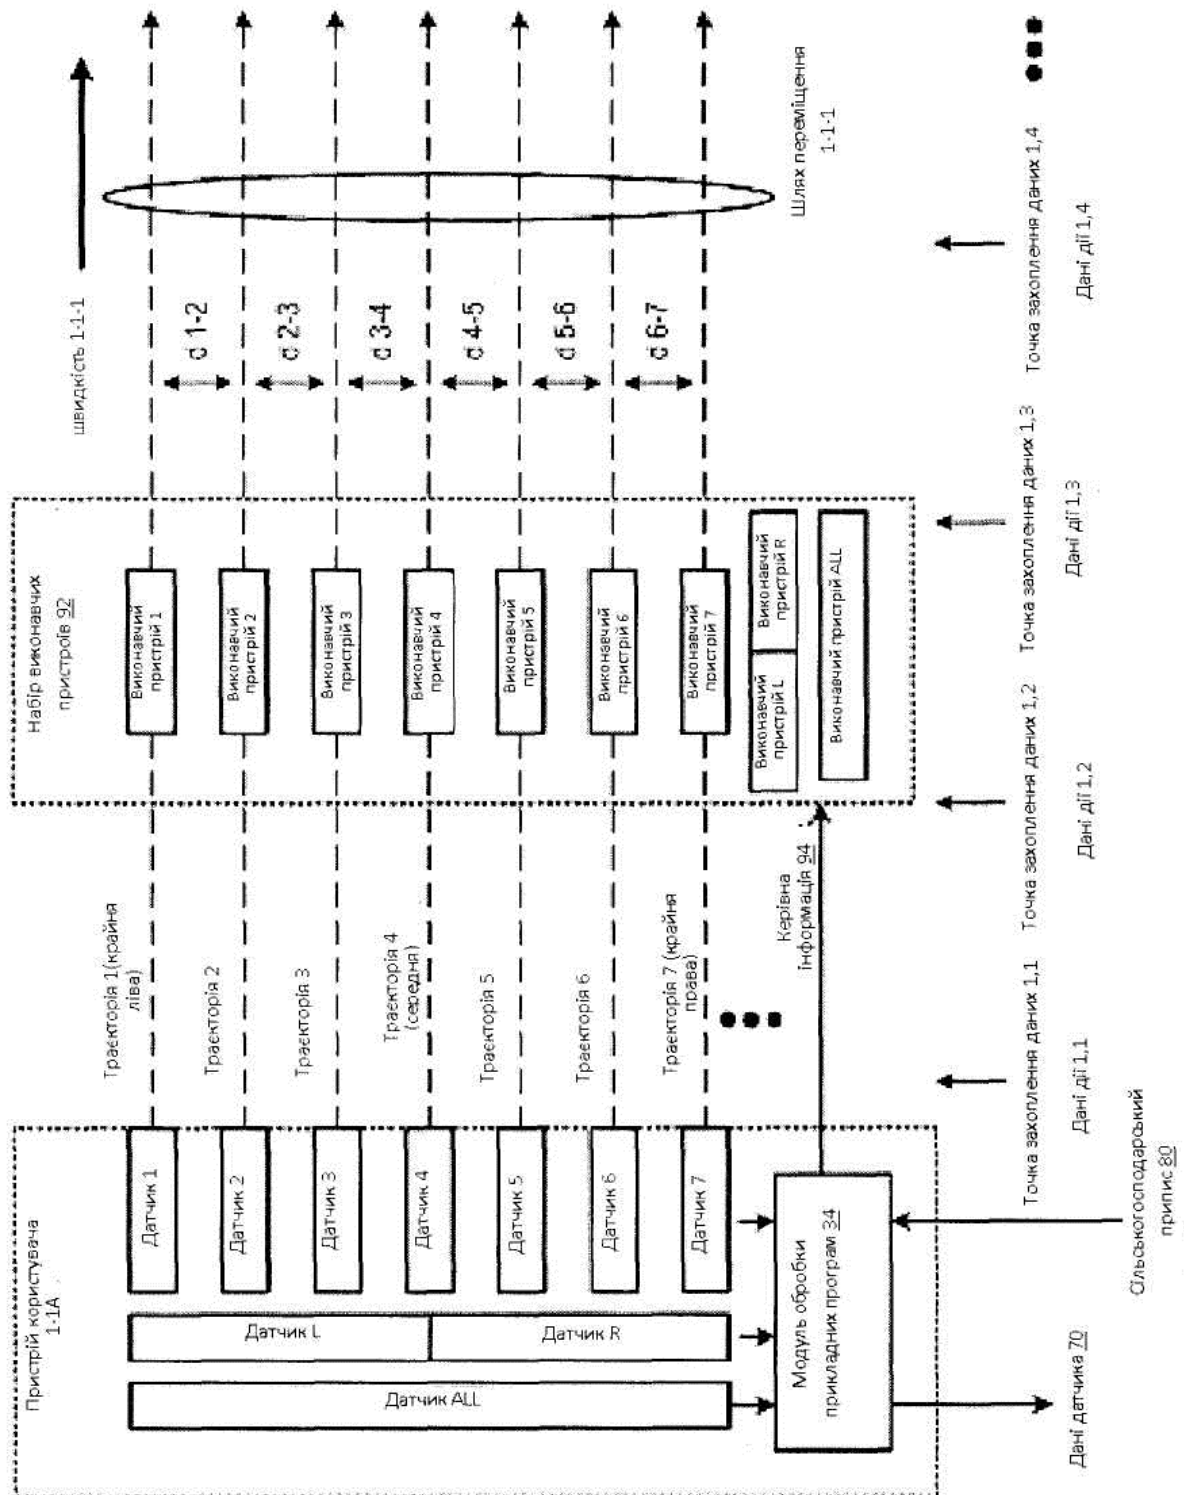 Пристрій користувача
1-1A
Датчик ALL
Датчик L
Датчик R
Датчик 1
Датчик 2
Датчик 3
Датчик 4
Датчик 5
Датчик 6
Датчик 7
Модуль обробки
прикладних програм 34
Дані датчика 70
Сільськогосподарський
припис 80
Траєкторія 1(крайня
ліва)
Траєкторія 2
Траєкторія 3
Траєкторія 4
(середня)
Траєкторія 5
Траєкторія 6
Траєкторія 7 (крайня
права)
Керівна
інформація 94
Набір виконавчих
пристроїв 92
Виконавчий
пристрій 1
Виконавчий
пристрій 2
Виконавчий
пристрій 3
Виконавчий
пристрій 4
Виконавчий
пристрій 5
Виконавчий
пристрій 6
Виконавчий
пристрій 7
Виконавчий
пристрій L
Виконавчий
пристрій R
Виконавчий пристрій ALL
швидкість 1-1-1
d 1-2
d 2-3
d 3-4
d 4-5
d 5-6
d 6-7
Шлях переміщення
1-1-1
Точка захоплення даних 1,1
Дані дії 1,1
Точка захоплення даних 1,2
Дані дії 1,2
Точка захоплення даних 1,3
Дані дії 1,3
Точка захоплення даних 1,4
Дані дії 1,4